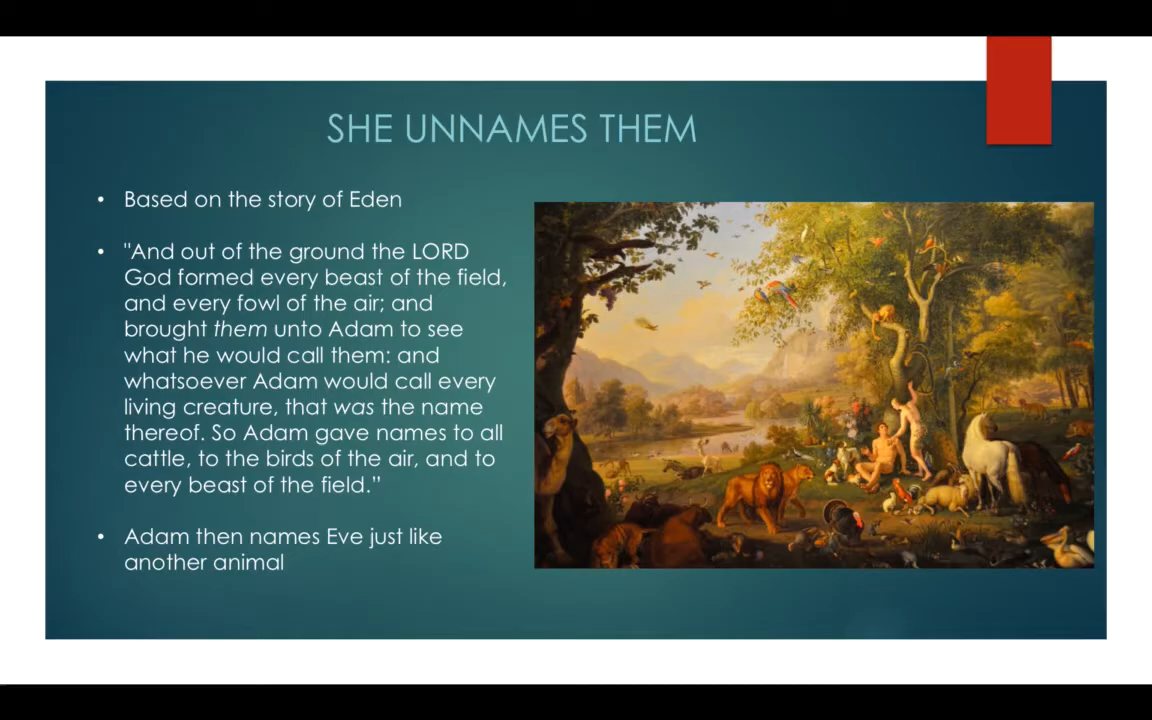 SHE UNNAMES THEM
• Based on the story of Eden
• "And out of the ground the LORD
God formed every beast of the field,
and every fowl of the air; and
brought them unto Adam to see
what he would call them: and
whatsoever Adam would call every
living creature, that was the name
thereof. So Adam gave names to all
cattle, to the birds of the air, and to
every beast of the field.”
• Adam then names Eve just like
another animal